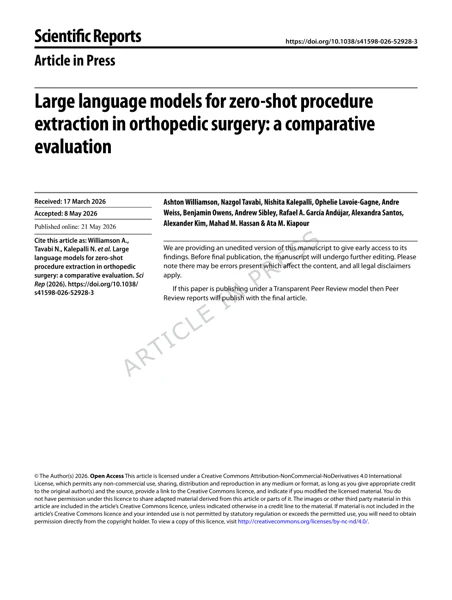 Scientific Reports
https://doi.org/10.1038/s41598-026-52928-3
Article in Press
Large language models for zero-shot procedure
extraction in orthopedic surgery: a comparative
evaluation
Received: 17 March 2026
Accepted: 8 May 2026
Published online: 21 May 2026
Cite this article as: Williamson A.,
Tavabi N., Kalepalli N. et al. Large
language models for zero-shot
procedure extraction in orthopedic
surgery: a comparative evaluation. Sci
Rep (2026). https://doi.org/10.1038/
s41598-026-52928-3
Ashton Williamson, Nazgol Tavabi, Nishita Kalepalli, Ophelie Lavoie-Gagne, Andre
Weiss, Benjamin Owens, Andrew Sibley, Rafael A. García Andújar, Alexandra Santos,
Alexander Kim, Mahad M. Hassan & Ata M. Kiapour
We are providing an unedited version of this manuscript to give early access to its
findings. Before final publication, the manuscript will undergo further editing. Please
note there may be errors present which affect the content, and all legal disclaimers
apply.
If this paper is publishing under a Transparent Peer Review model then Peer
Review reports will publish with the final article.
ARTICLE IN PRESS
© The Author(s) 2026. Open Access This article is licensed under a Creative Commons Attribution-NonCommercial-NoDerivatives 4.0 International
License, which permits any non-commercial use, sharing, distribution and reproduction in any medium or format, as long as you give appropriate credit
to the original author(s) and the source, provide a link to the Creative Commons licence, and indicate if you modified the licensed material. You do
not have permission under this licence to share adapted material derived from this article or parts of it. The images or other third party material in this
article are included in the article's Creative Commons licence, unless indicated otherwise in a credit line to the material. If material is not included in the
article's Creative Commons licence and your intended use is not permitted by statutory regulation or exceeds the permitted use, you will need to obtain
permission directly from the copyright holder. To view a copy of this licence, visit http://creativecommons.org/licenses/by-nc-nd/4.0/.